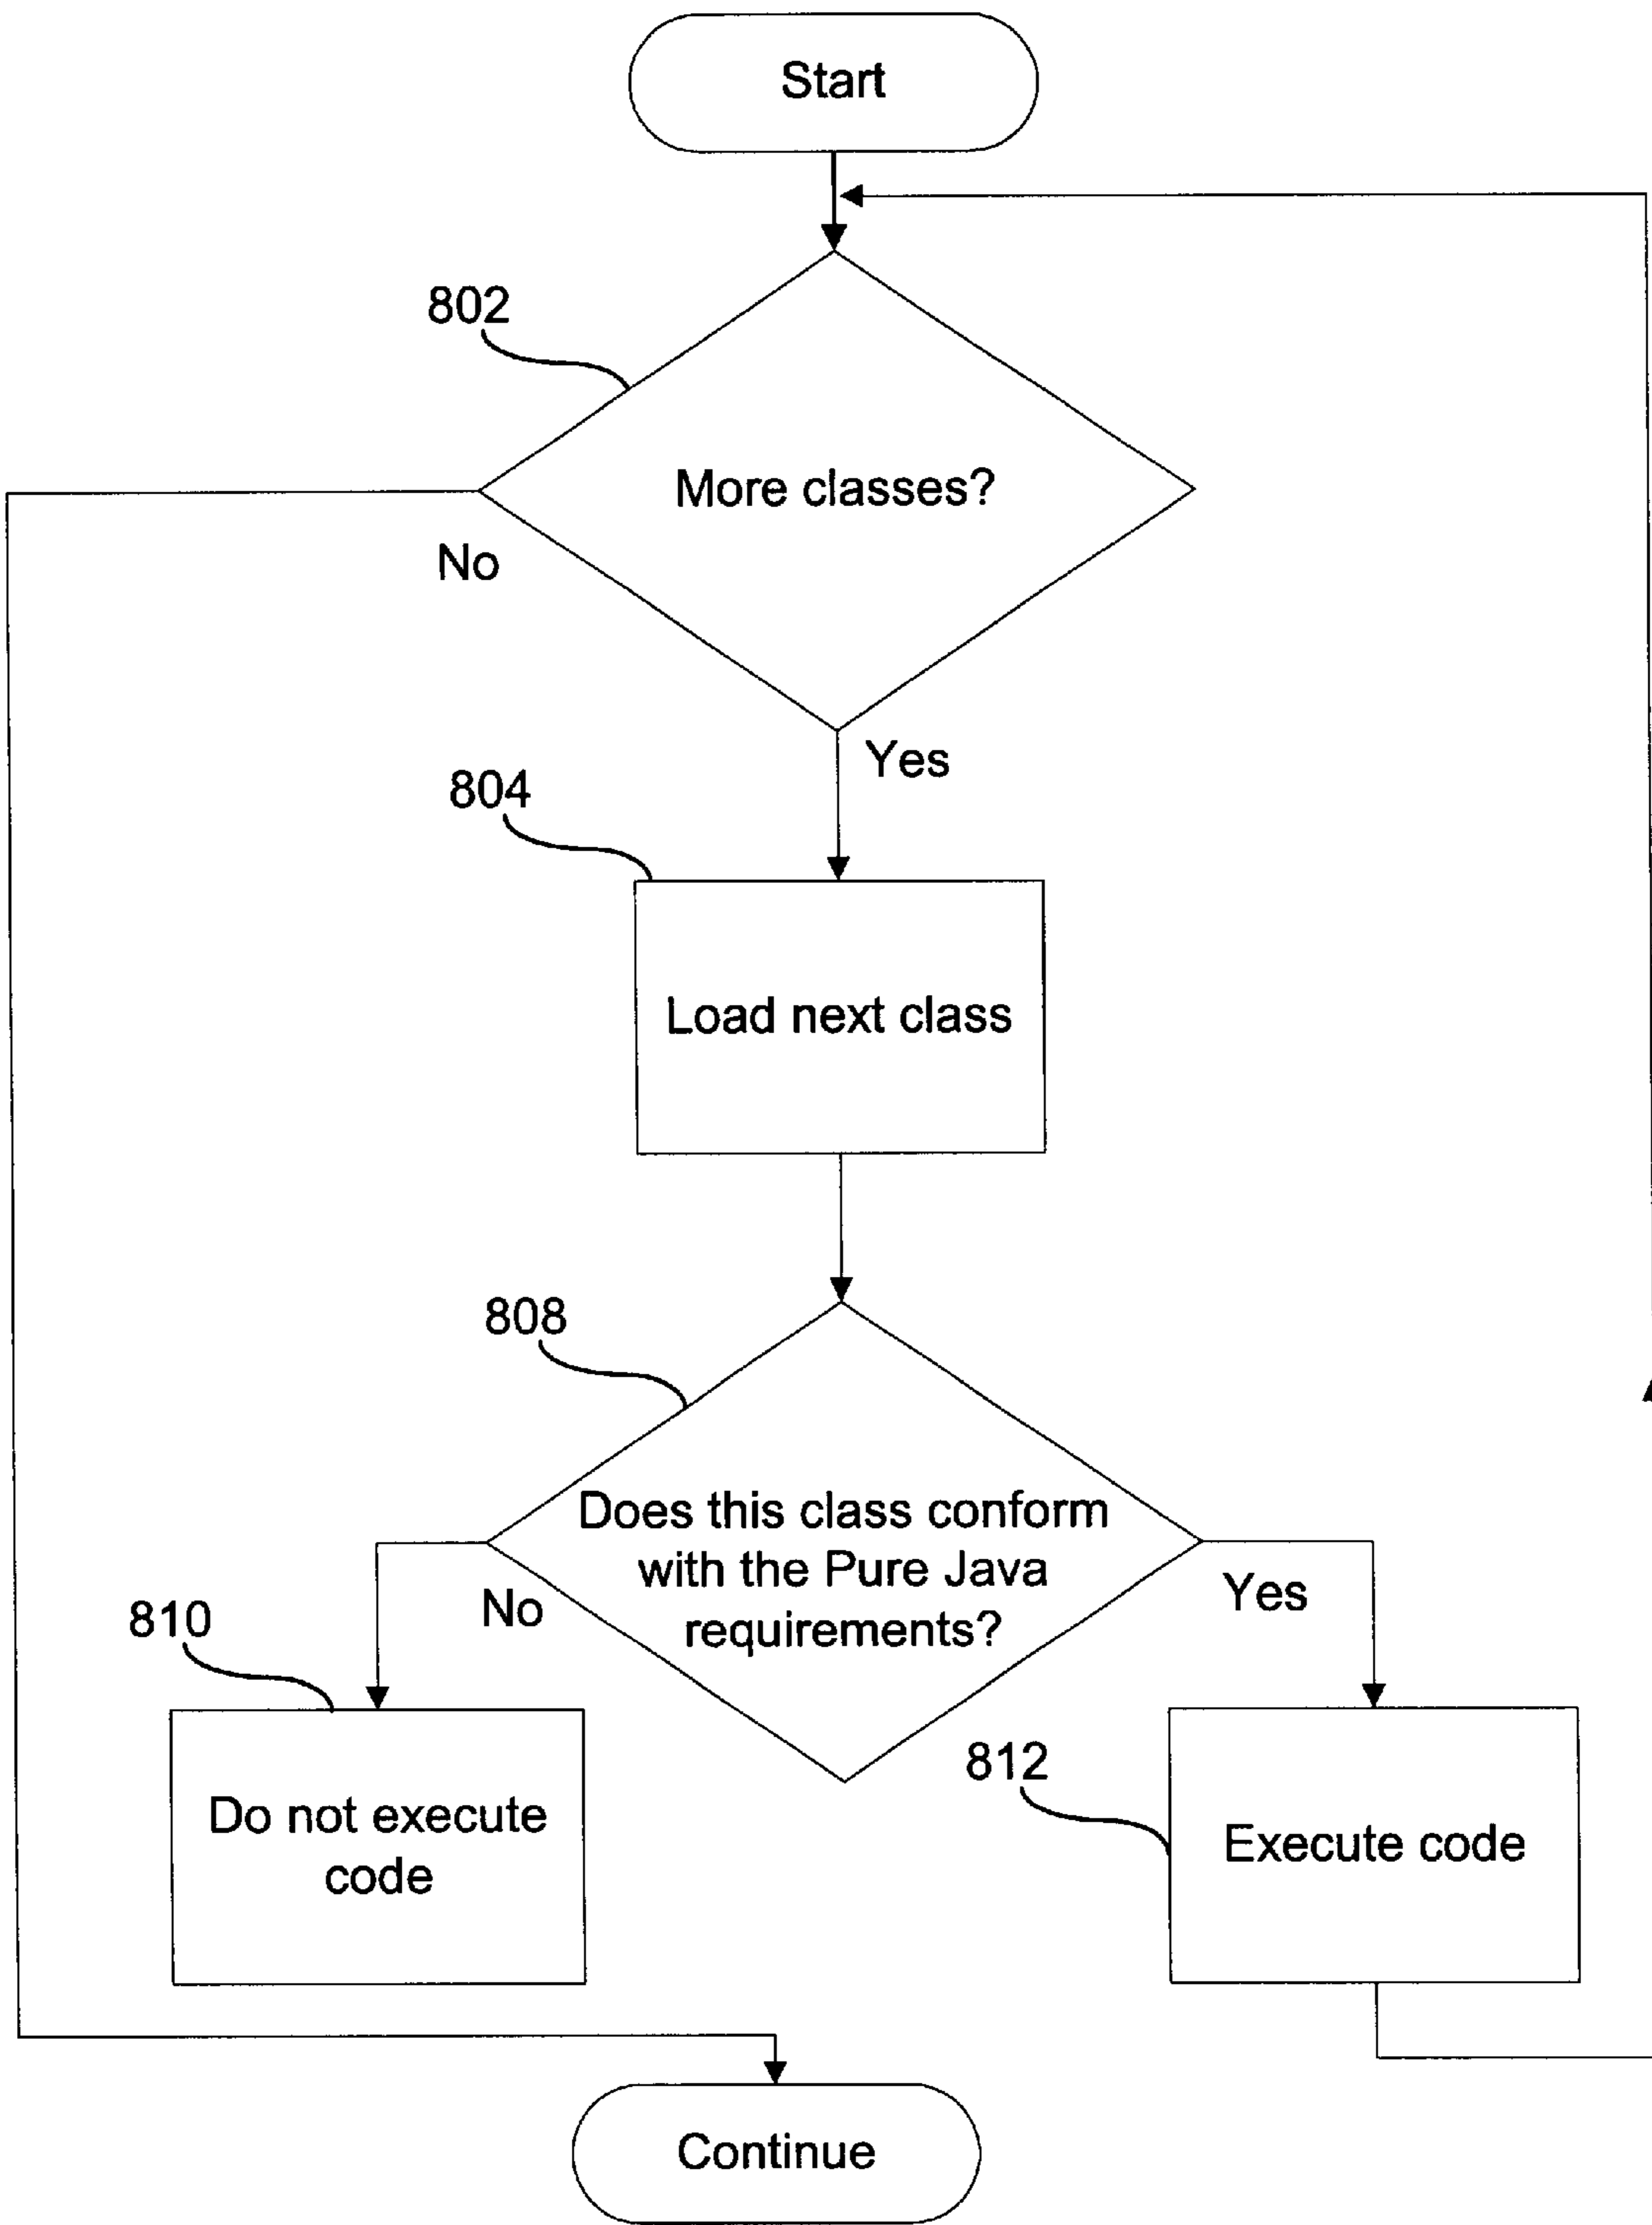 Start
802
More classes?
No
Yes
804
Load next class
808
Does this class conform
with the Pure Java
requirements?
No
Yes
810
Do not execute
code
812
Execute code
Continue